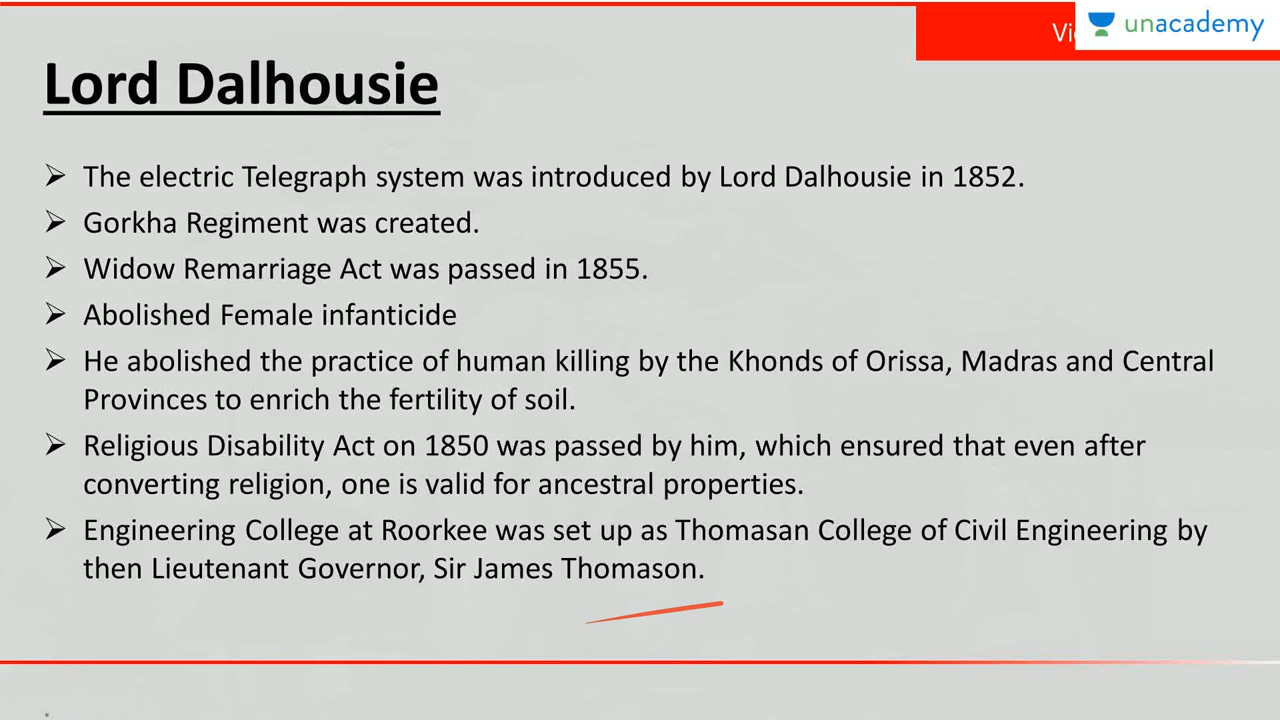 Vi
unacademy
Lord Dalhousie
➢ The electric Telegraph system was introduced by Lord Dalhousie in 1852.
➢ Gorkha Regiment was created.
➢ Widow Remarriage Act was passed in 1855.
➢ Abolished Female infanticide
➢ He abolished the practice of human killing by the Khonds of Orissa, Madras and Central
Provinces to enrich the fertility of soil.
➢ Religious Disability Act on 1850 was passed by him, which ensured that even after
converting religion, one is valid for ancestral properties.
➢ Engineering College at Roorkee was set up as Thomasan College of Civil Engineering by
then Lieutenant Governor, Sir James Thomason.